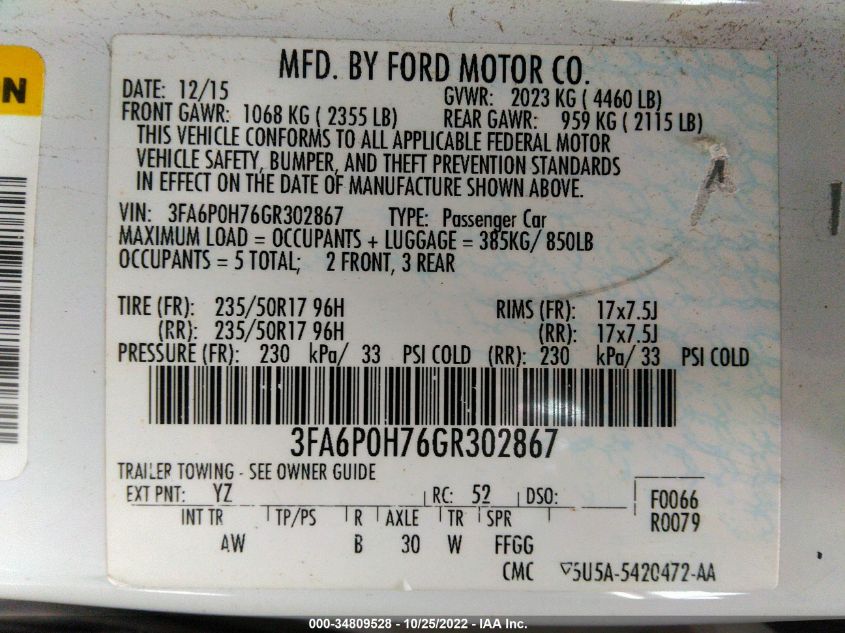 N
MFD. BY FORD MOTOR CO.
DATE: 12/15 GVWR: 2023 KG ( 4460 LB)
FRONT GAWR: 1068 KG ( 2355 LB) REAR GAWR: 959 KG ( 2115 LB)
THIS VEHICLE CONFORMS TO ALL APPLICABLE FEDERAL MOTOR
VEHICLE SAFETY, BUMPER, AND THEFT PREVENTION STANDARDS
IN EFFECT ON THE DATE OF MANUFACTURE SHOWN ABOVE.
VIN: 3FA6P0H76GR302867 TYPE: Passenger Car
MAXIMUM LOAD = OCCUPANTS + LUGGAGE = 385KG/ 850LB
OCCUPANTS = 5 TOTAL; 2 FRONT, 3 REAR
TIRE (FR): 235/50R17 96H RIMS (FR): 17x7.5J
(RR): 235/50R17 96H (RR): 17x7.5J
PRESSURE (FR): 230 kPa/ 33 PSI COLD (RR): 230 kPa/ 33 PSI COLD
3FA6P0H76GR302867
TRAILER TOWING - SEE OWNER GUIDE
EXT PNT: YZ RC: 52 DSO: F0066
INT TR TP/PS R AXLE TR SPR R0079
AW B 30 W FFGG
CMC ▽5U5A-5420472-AA
000-34809528 - 10/25/2022 - IAA Inc.